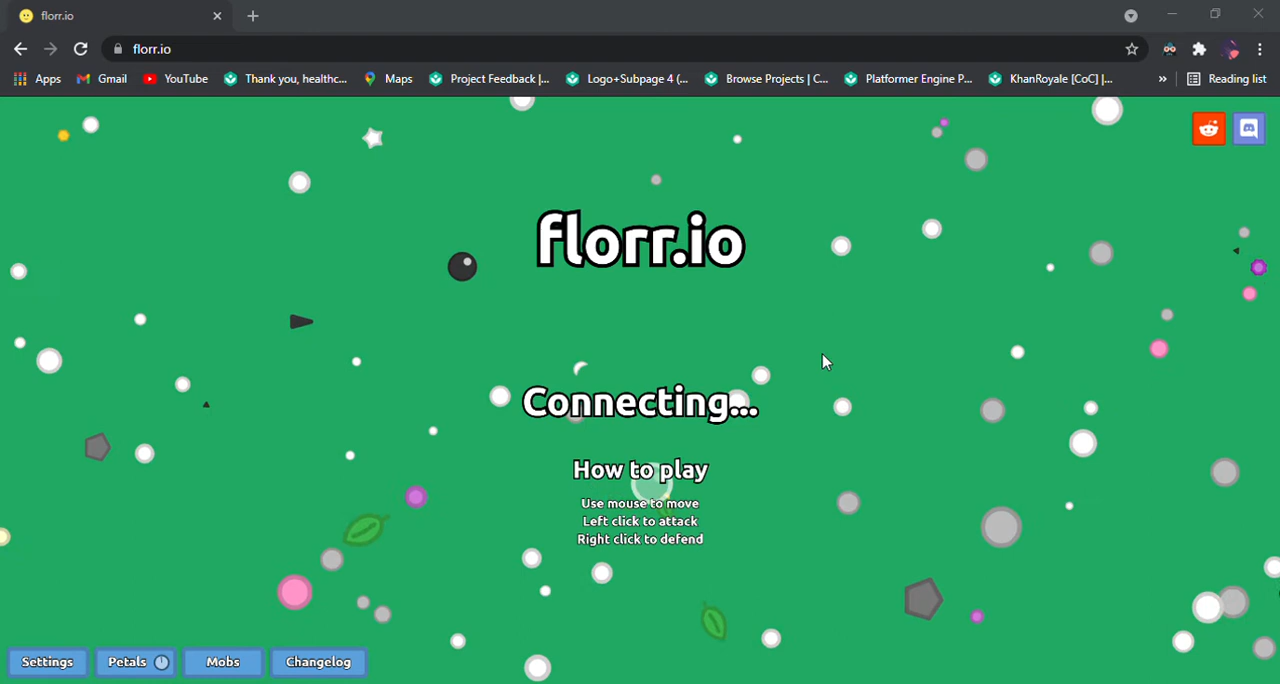 florr.io
florr.io
Apps Gmail YouTube Thank you, healthc... Maps Project Feedback |... Logo+Subpage 4 (... Browse Projects | C... Platformer Engine P... KhanRoyale [CoC] |... » Reading list
florr.io
Connecting...
How to play
Use mouse to move
Left click to attack
Right click to defend
Settings Petals Mobs Changelog